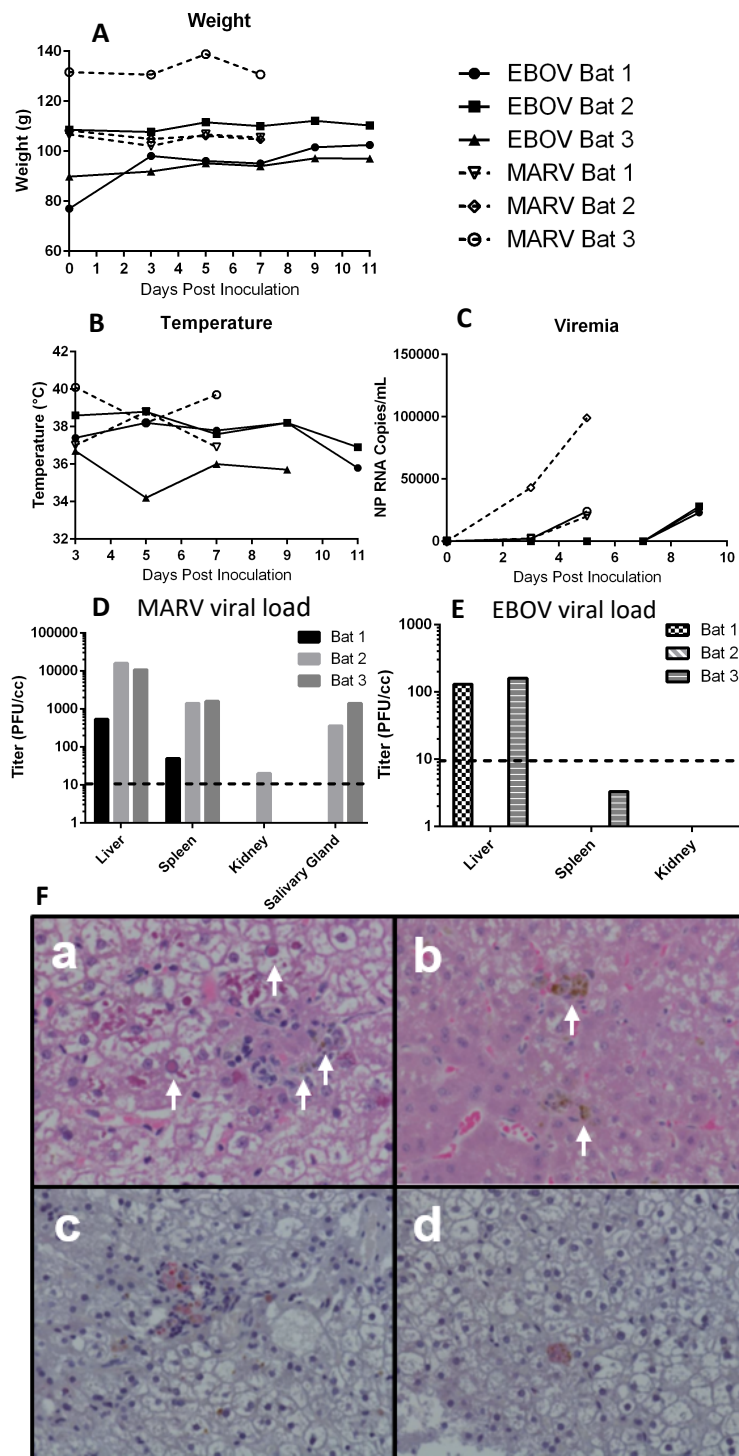 A
Weight
140
120
100
80
60
Weight (g)
0 1 2 3 4 5 6 7 8 9 10 11
Days Post Inoculation
EBOV Bat 1
EBOV Bat 2
EBOV Bat 3
MARV Bat 1
MARV Bat 2
MARV Bat 3
B
Temperature
42
40
38
36
34
32
Temperature (°C)
3 4 5 6 7 8 9 10 11
Days Post Inoculation
C
Viremia
150000
100000
50000
0
NP RNA Copies/mL
0 2 4 6 8 10
Days Post Inoculation
D
MARV viral load
100000
10000
1000
100
10
1
Titer (PFU/cc)
Bat 1
Bat 2
Bat 3
Liver
Spleen
Kidney
Salivary Gland
E
EBOV viral load
1000
100
10
1
Titer (PFU/cc)
Bat 1
Bat 2
Bat 3
Liver
Spleen
Kidney
F
a
b
c
d